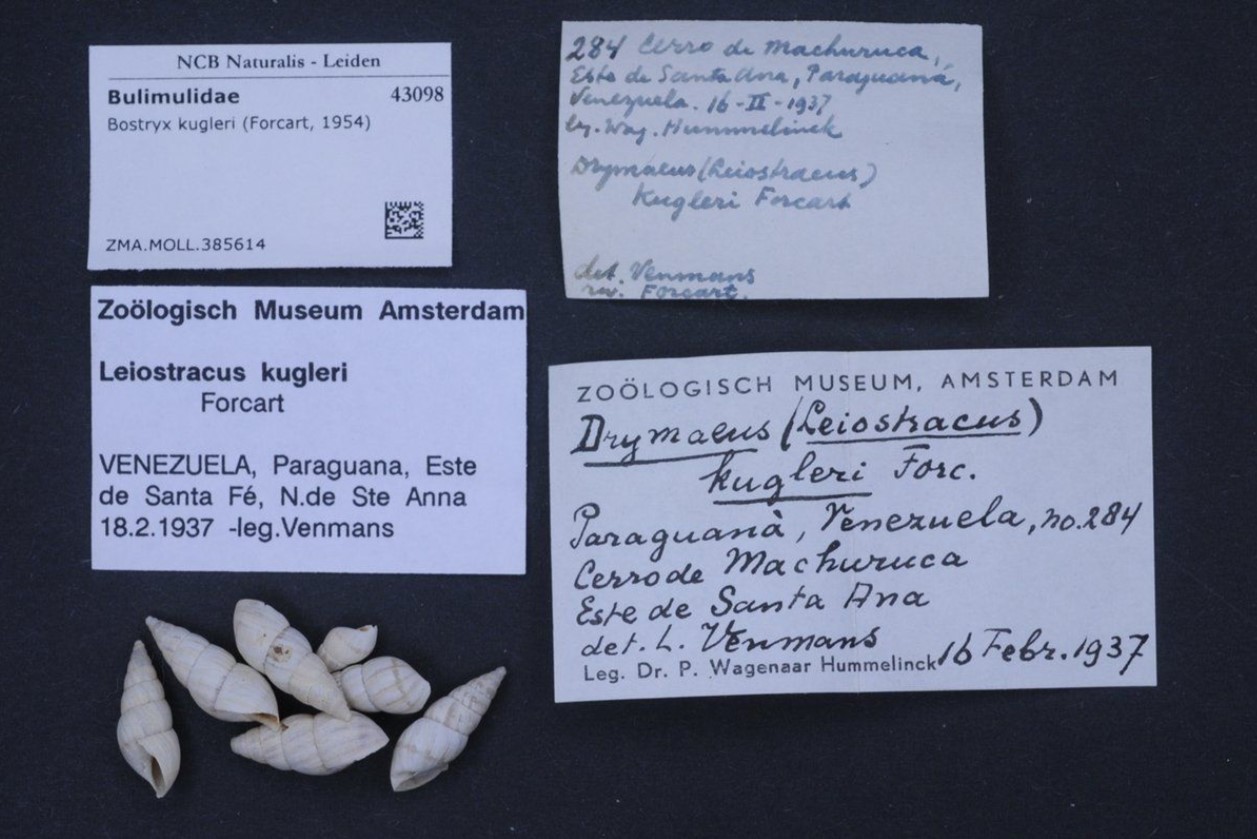 NCB Naturalis - Leiden
Bulimulidae 43098
Bostryx kugleri (Forcart, 1954)
ZMA.MOLL.385614
Zoölogisch Museum Amsterdam
Leiostracus kugleri
Forcart
VENEZUELA, Paraguana, Este
de Santa Fé, N.de Ste Anna
18.2.1937 -leg.Venmans
284 Cerro de Machuruca,
Este de Santa Ana, Paraguaná,
Venezuela. 16-II-1937
leg. Wag. Hummelinck
Drymaeus (Leiostracus)
Kugleri Forcart
det. Venmans
rev. Forcart.
ZOÖLOGISCH MUSEUM, AMSTERDAM
Drymaeus (Leiostracus)
kugleri Forc.
Paraguanà, Venezuela, no.284
Cerro de Machuruca
Este de Santa Ana
det. L. Venmans
Leg. Dr. P. Wagenaar Hummelinck 16 Febr. 1937